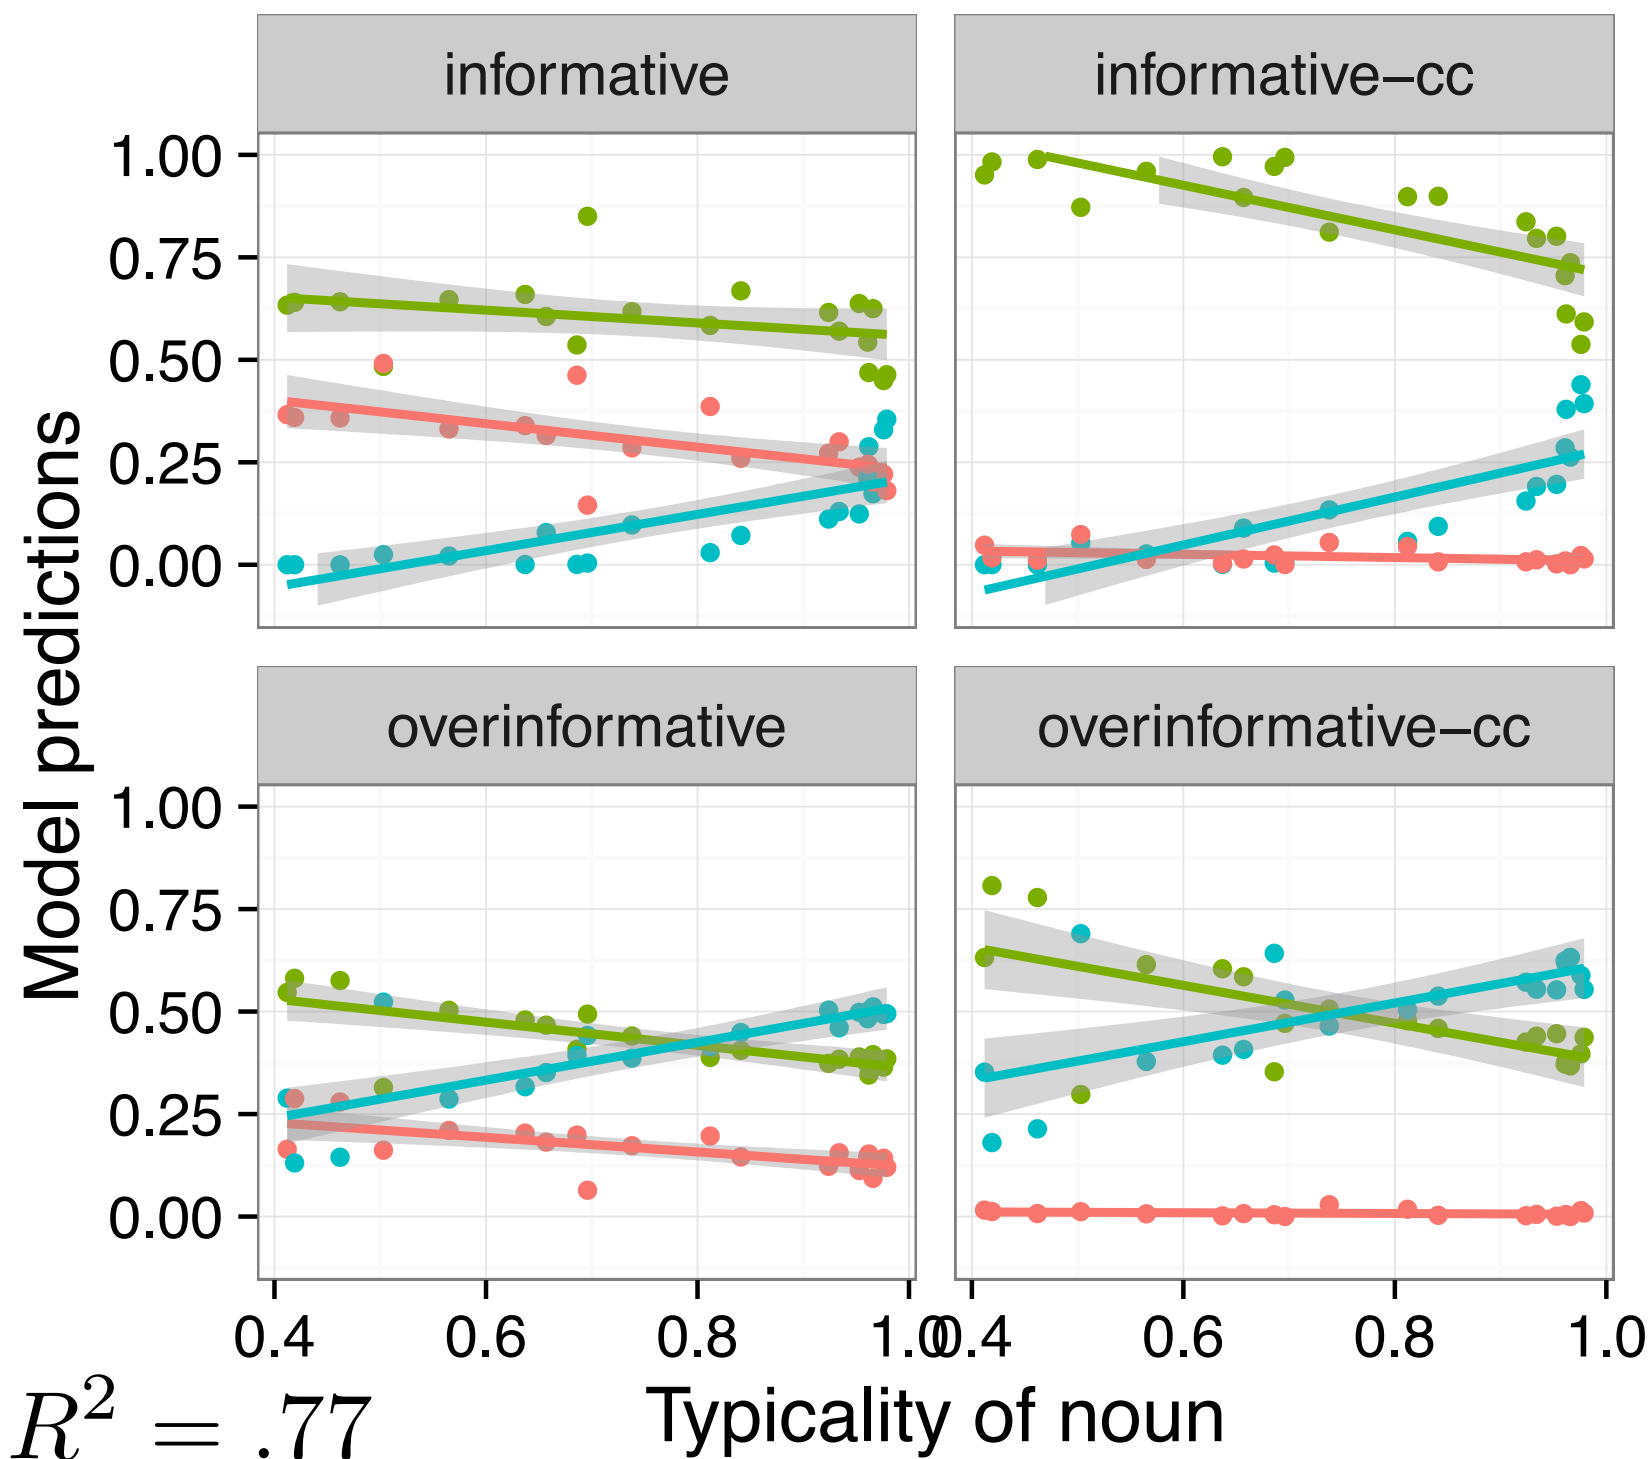 informative
informative−cc
1.00
0.75
0.50
0.25
0.00
overinformative
overinformative−cc
1.00
0.75
0.50
0.25
0.00
Model predictions
0.4 0.6 0.8 1.0 0.4 0.6 0.8 1.0
Typicality of noun
R² = .77